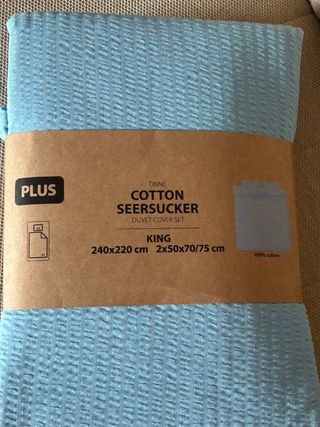 PLUS
TINNE
COTTON
SEERSUCKER
DUVET COVER SET
KING
240x220 cm 2x50x70/75 cm
100% cotton